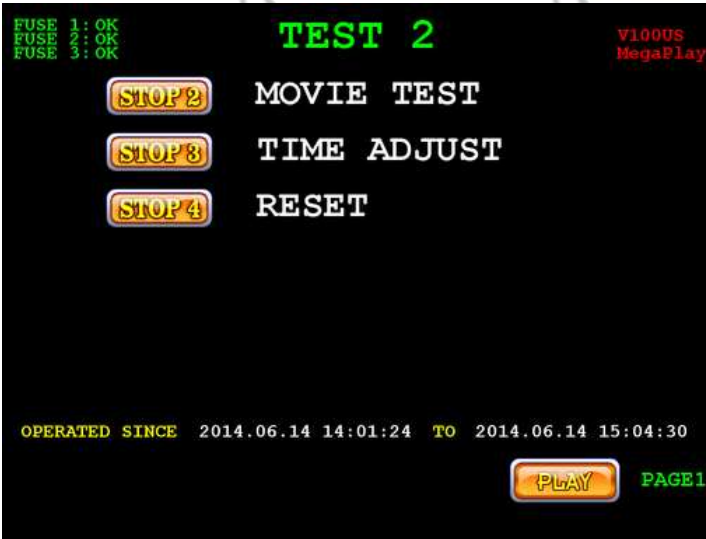 FUSE 1:OK
FUSE 2:OK
FUSE 3:OK
TEST 2
V100US
MegaPlay
STOP 2 MOVIE TEST
STOP 3 TIME ADJUST
STOP 4 RESET
OPERATED SINCE 2014.06.14 14:01:24 TO 2014.06.14 15:04:30
PLAY PAGE1